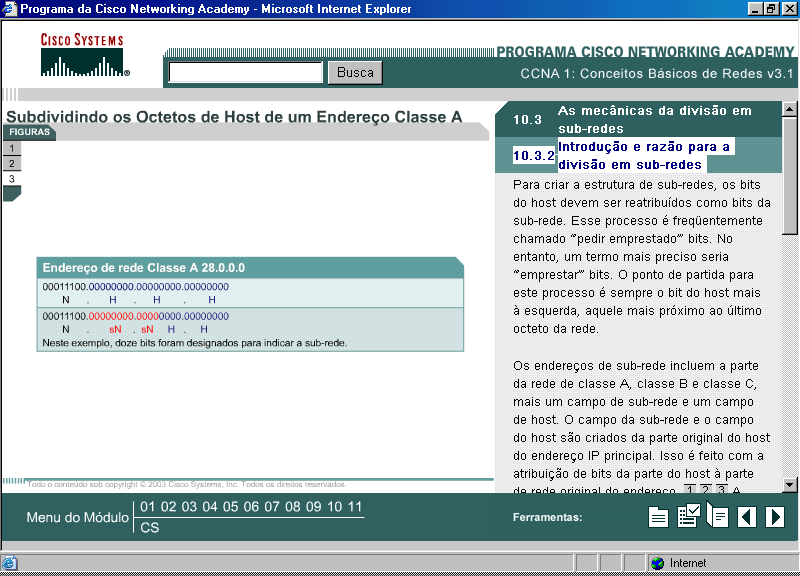 Programa da Cisco Networking Academy - Microsoft Internet Explorer
CISCO SYSTEMS
Busca
PROGRAMA CISCO NETWORKING ACADEMY
CCNA 1: Conceitos Básicos de Redes v3.1
Subdividindo os Octetos de Host de um Endereço Classe A
FIGURAS
1
2
3
Endereço de rede Classe A 28.0.0.0
00011100.00000000.00000000.00000000
N . H . H . H
00011100.00000000.00000000.00000000
N . sN . sN H . H
Neste exemplo, doze bits foram designados para indicar a sub-rede.
Todo o conteúdo sob copyright © 2003 Cisco Systems, Inc. Todos os direitos reservados.
10.3 As mecânicas da divisão em
sub-redes
10.3.2 Introdução e razão para a
divisão em sub-redes
Para criar a estrutura de sub-redes, os bits
do host devem ser reatribuídos como bits da
sub-rede. Esse processo é freqüentemente
chamado “pedir emprestado” bits. No
entanto, um termo mais preciso seria
“emprestar” bits. O ponto de partida para
este processo é sempre o bit do host mais
à esquerda, aquele mais próximo ao último
octeto da rede.
Os endereços de sub-rede incluem a parte
da rede de classe A, classe B e classe C,
mais um campo de sub-rede e um campo
de host. O campo da sub-rede e o campo
do host são criados da parte original do host
do endereço IP principal. Isso é feito com a
atribuição de bits da parte do host à parte
de rede original do endereço. 1 2 3 A
Menu do Módulo
01 02 03 04 05 06 07 08 09 10 11
CS
Ferramentas:
Internet